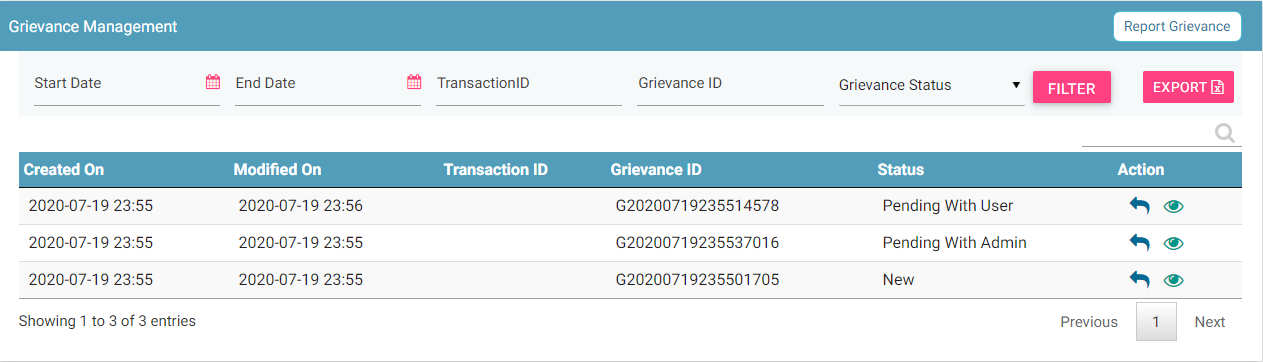 Grievance Management Report Grievance
Start Date End Date TransactionID Grievance ID Grievance Status FILTER EXPORT
Created On Modified On Transaction ID Grievance ID Status Action
2020-07-19 23:55 2020-07-19 23:56 G20200719235514578 Pending With User
2020-07-19 23:55 2020-07-19 23:55 G20200719235537016 Pending With Admin
2020-07-19 23:55 2020-07-19 23:55 G20200719235501705 New
Showing 1 to 3 of 3 entries Previous 1 Next